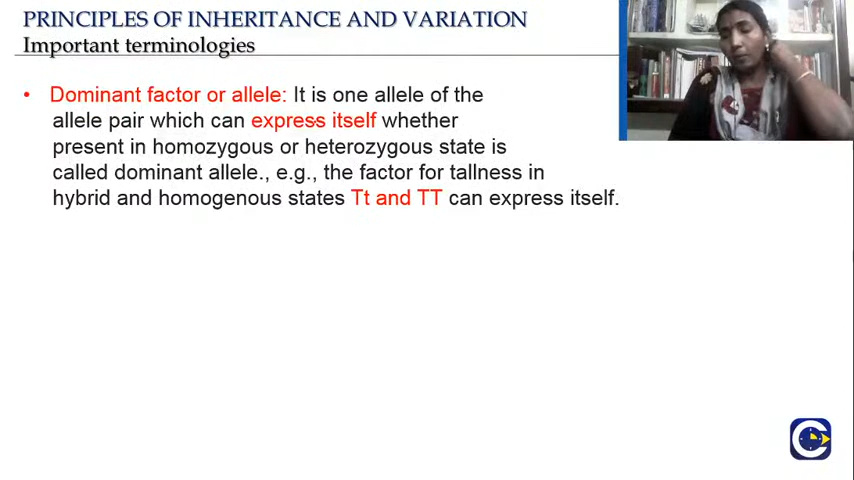 PRINCIPLES OF INHERITANCE AND VARIATION
Important terminologies
• Dominant factor or allele: It is one allele of the
allele pair which can express itself whether
present in homozygous or heterozygous state is
called dominant allele., e.g., the factor for tallness in
hybrid and homogenous states Tt and TT can express itself.